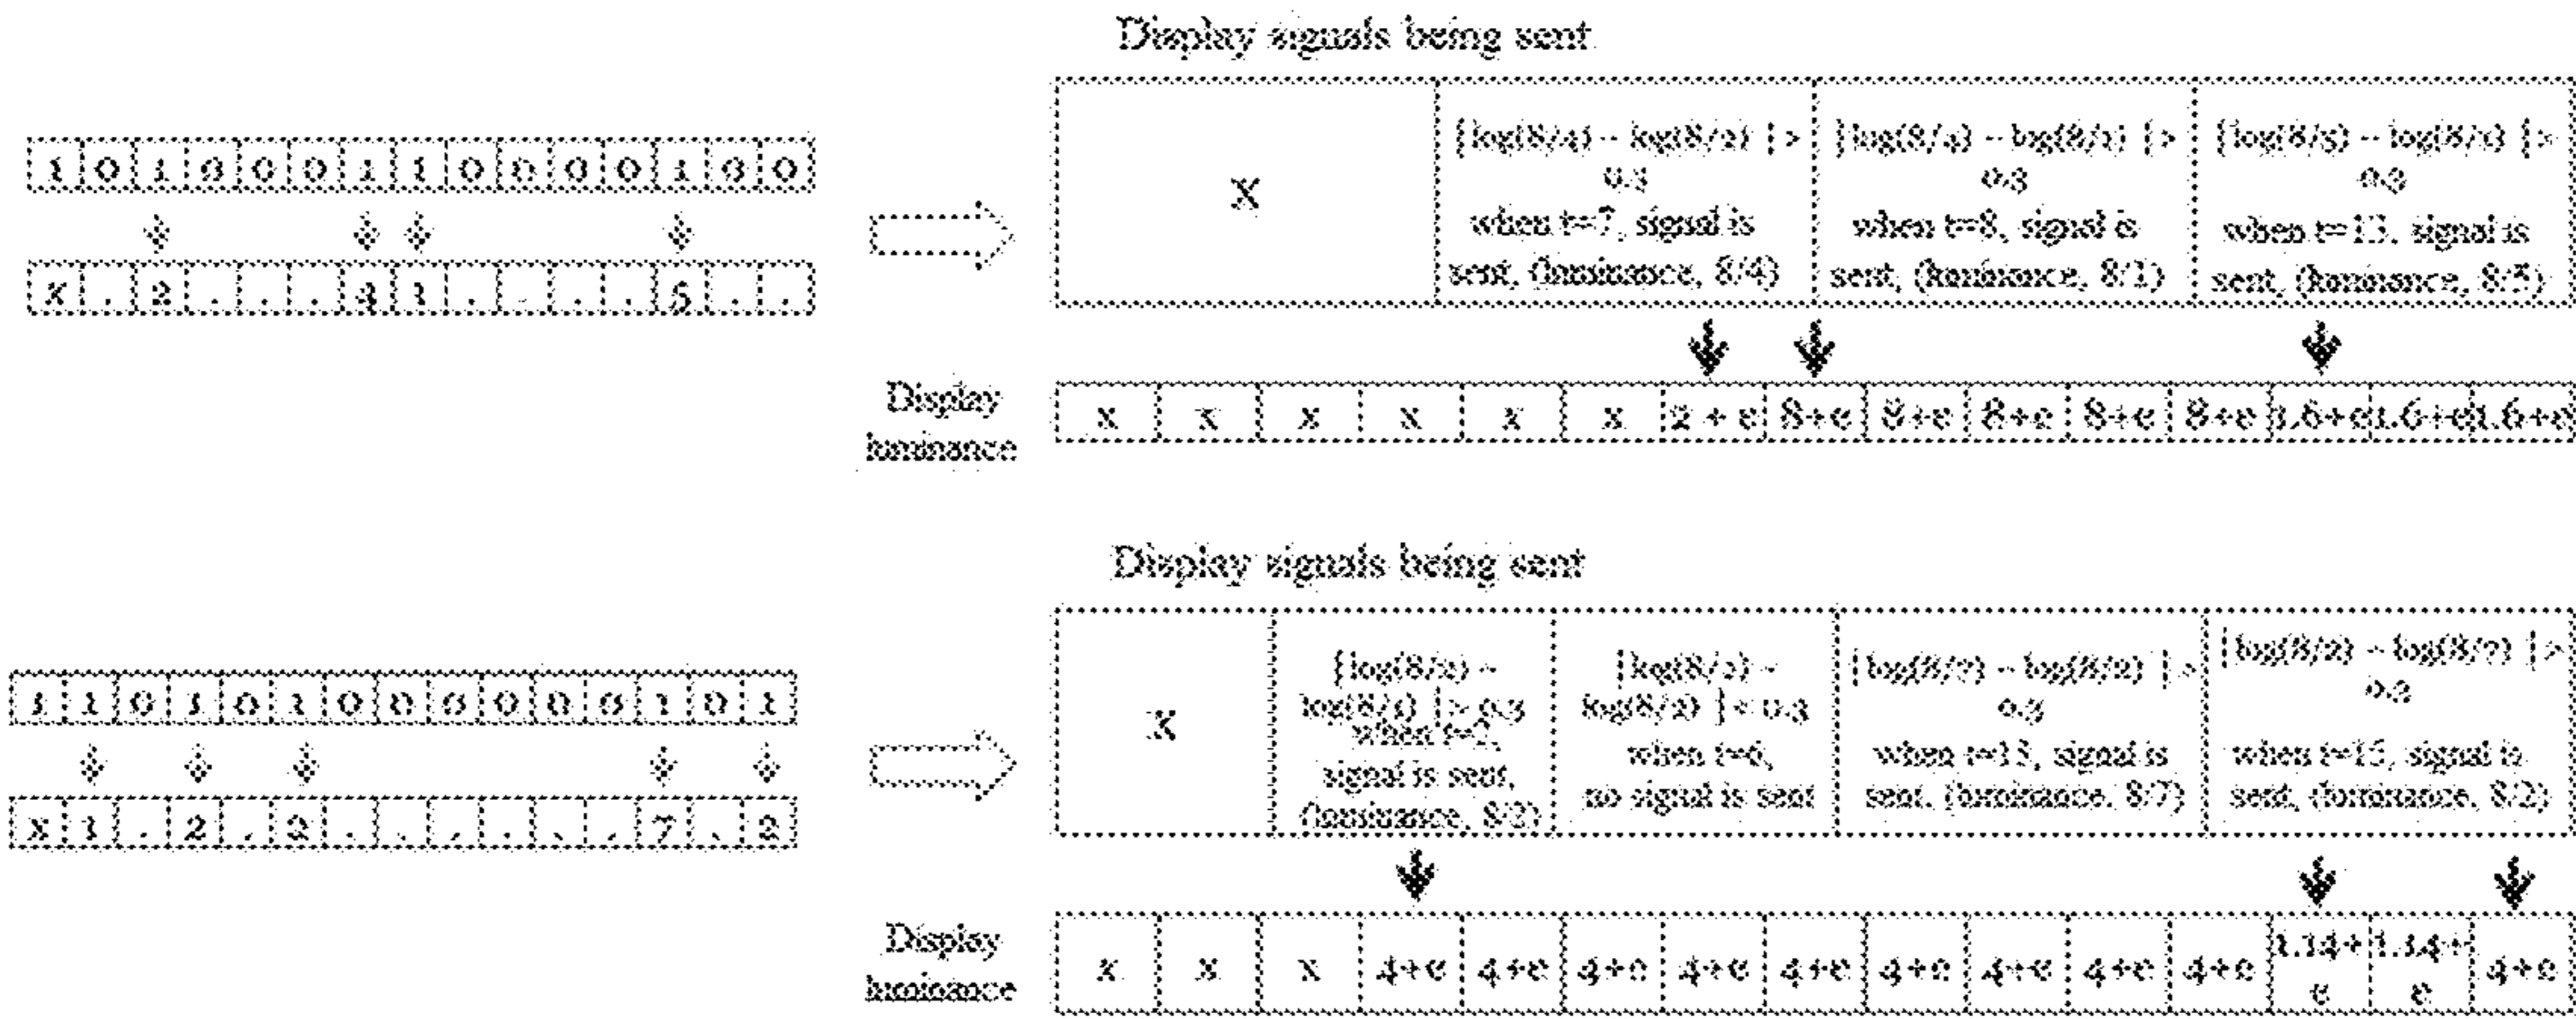 Display signals being sent
1 0 1 0 0 0 1 1 0 0 0 0 1 0 0
x . 2 . . . 4 1 . . . . 5 . .
X
|log(8/4) - log(8/2) | >
0.3
when t=7, signal is
sent, (luminance, 8/4)
|log(8/4) - log(8/1) | >
0.3
when t=8, signal is
sent, (luminance, 8/1)
|log(8/5) - log(8/1) | >
0.3
when t=13, signal is
sent, (luminance, 8/5)
Display
luminance
x x x x x x 2 + e 8+e 8+e 8+e 8+e 8+e 1.6+e 1.6+e 1.6+e
Display signals being sent
1 1 0 1 0 1 0 0 0 0 0 0 1 0 1
x 1 . 2 . 2 . . . . . . 7 . 2
X
|log(8/2) -
log(8/1) | > 0.3
when
signal is sent,
(luminance, 8/2)
|log(8/2) -
log(8/2) | < 0.3
when t=6,
no signal is sent
|log(8/7) - log(8/2) | >
0.3
when t=13, signal is
sent, (luminance, 8/7)
|log(8/2) - log(8/7) | >
0.3
when t=15, signal is
sent, (luminance, 8/2)
Display
luminance
x x x 4+e 4+e 4+e 4+e 4+e 4+e 4+e 4+e 4+e 1.14+ 1.14+ 4+e
e e